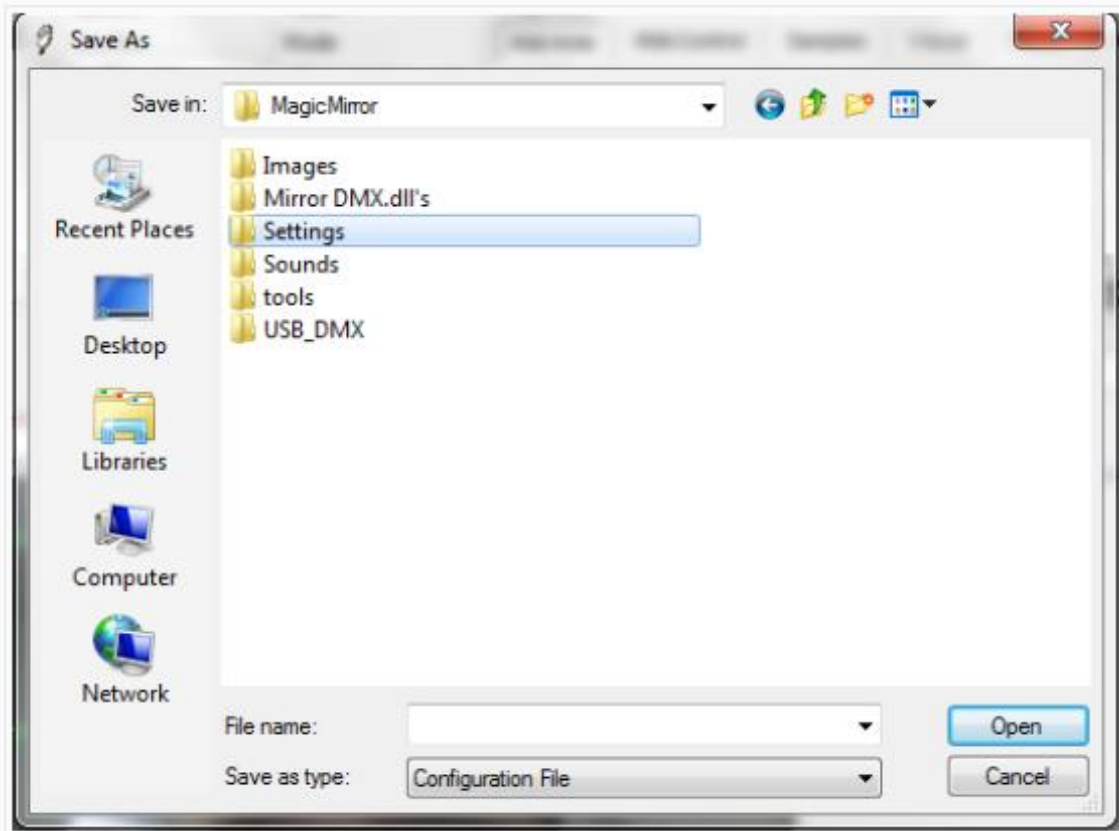 Save As
Save in: MagicMirror
Recent Places
Desktop
Libraries
Computer
Network
Images
Mirror DMX.dll's
Settings
Sounds
tools
USB_DMX
File name:
Open
Save as type: Configuration File
Cancel